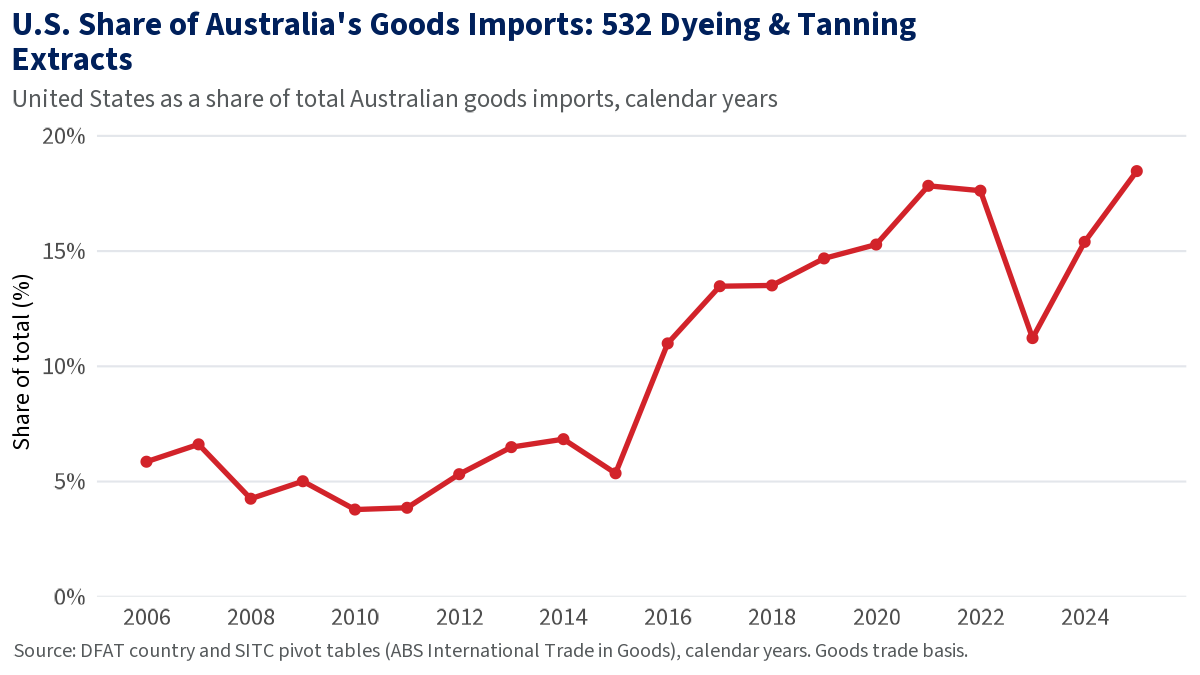 U.S. Share of Australia's Goods Imports: 532 Dyeing & Tanning
Extracts
United States as a share of total Australian goods imports, calendar years
20%
15%
10%
5%
0%
Share of total (%)
2006 2008 2010 2012 2014 2016 2018 2020 2022 2024
Source: DFAT country and SITC pivot tables (ABS International Trade in Goods), calendar years. Goods trade basis.